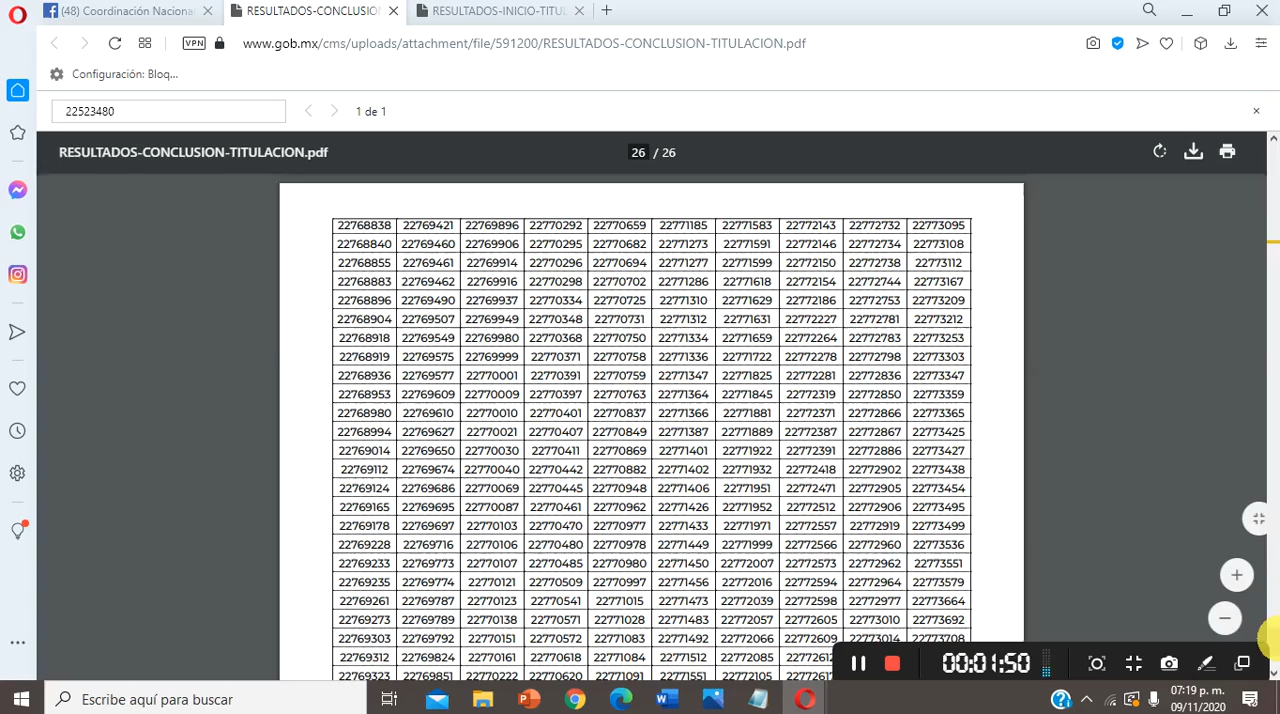 (48) Coordinación Naciona
RESULTADOS-CONCLUSION
RESULTADOS-INICIO-TITUL
VPN
www.gob.mx/cms/uploads/attachment/file/591200/RESULTADOS-CONCLUSION-TITULACION.pdf
Configuración: Bloq...
22523480
1 de 1
RESULTADOS-CONCLUSION-TITULACION.pdf
26 / 26
22768838 22769421 22769896 22770292 22770659 22771185 22771583 22772143 22772732 22773095
22768840 22769460 22769906 22770295 22770682 22771273 22771591 22772146 22772734 22773108
22768855 22769461 22769914 22770296 22770694 22771277 22771599 22772150 22772738 22773112
22768883 22769462 22769916 22770298 22770702 22771286 22771618 22772154 22772744 22773167
22768896 22769490 22769937 22770334 22770725 22771310 22771629 22772186 22772753 22773209
22768904 22769507 22769949 22770348 22770731 22771312 22771631 22772227 22772781 22773212
22768918 22769549 22769980 22770368 22770750 22771334 22771659 22772264 22772783 22773253
22768919 22769575 22769999 22770371 22770758 22771336 22771722 22772278 22772798 22773303
22768936 22769577 22770001 22770391 22770759 22771347 22771825 22772281 22772836 22773347
22768953 22769609 22770009 22770397 22770763 22771364 22771845 22772319 22772850 22773359
22768980 22769610 22770010 22770401 22770837 22771366 22771881 22772371 22772866 22773365
22768994 22769627 22770021 22770407 22770849 22771387 22771889 22772387 22772867 22773425
22769014 22769650 22770030 22770411 22770869 22771401 22771922 22772391 22772886 22773427
22769112 22769674 22770040 22770442 22770882 22771402 22771932 22772418 22772902 22773438
22769124 22769686 22770069 22770445 22770948 22771406 22771951 22772471 22772905 22773454
22769165 22769695 22770087 22770461 22770962 22771426 22771952 22772512 22772906 22773495
22769178 22769697 22770103 22770470 22770977 22771433 22771971 22772557 22772919 22773499
22769228 22769716 22770106 22770480 22770978 22771449 22771999 22772566 22772960 22773536
22769233 22769773 22770107 22770485 22770980 22771450 22772007 22772573 22772962 22773551
22769235 22769774 22770121 22770509 22770997 22771456 22772016 22772594 22772964 22773579
22769261 22769787 22770123 22770541 22771015 22771473 22772039 22772598 22772977 22773664
22769273 22769789 22770138 22770571 22771028 22771483 22772057 22772605 22773010 22773692
22769303 22769792 22770151 22770572 22771083 22771492 22772066 22772609 22773014 22773708
22769312 22769824 22770161 22770618 22771084 22771512 22772085 2277261
22769323 22769851 22770222 22770620 22771091 22771551 22772105 2277261
00:01:50
Escribe aquí para buscar
07:19 p. m.
09/11/2020